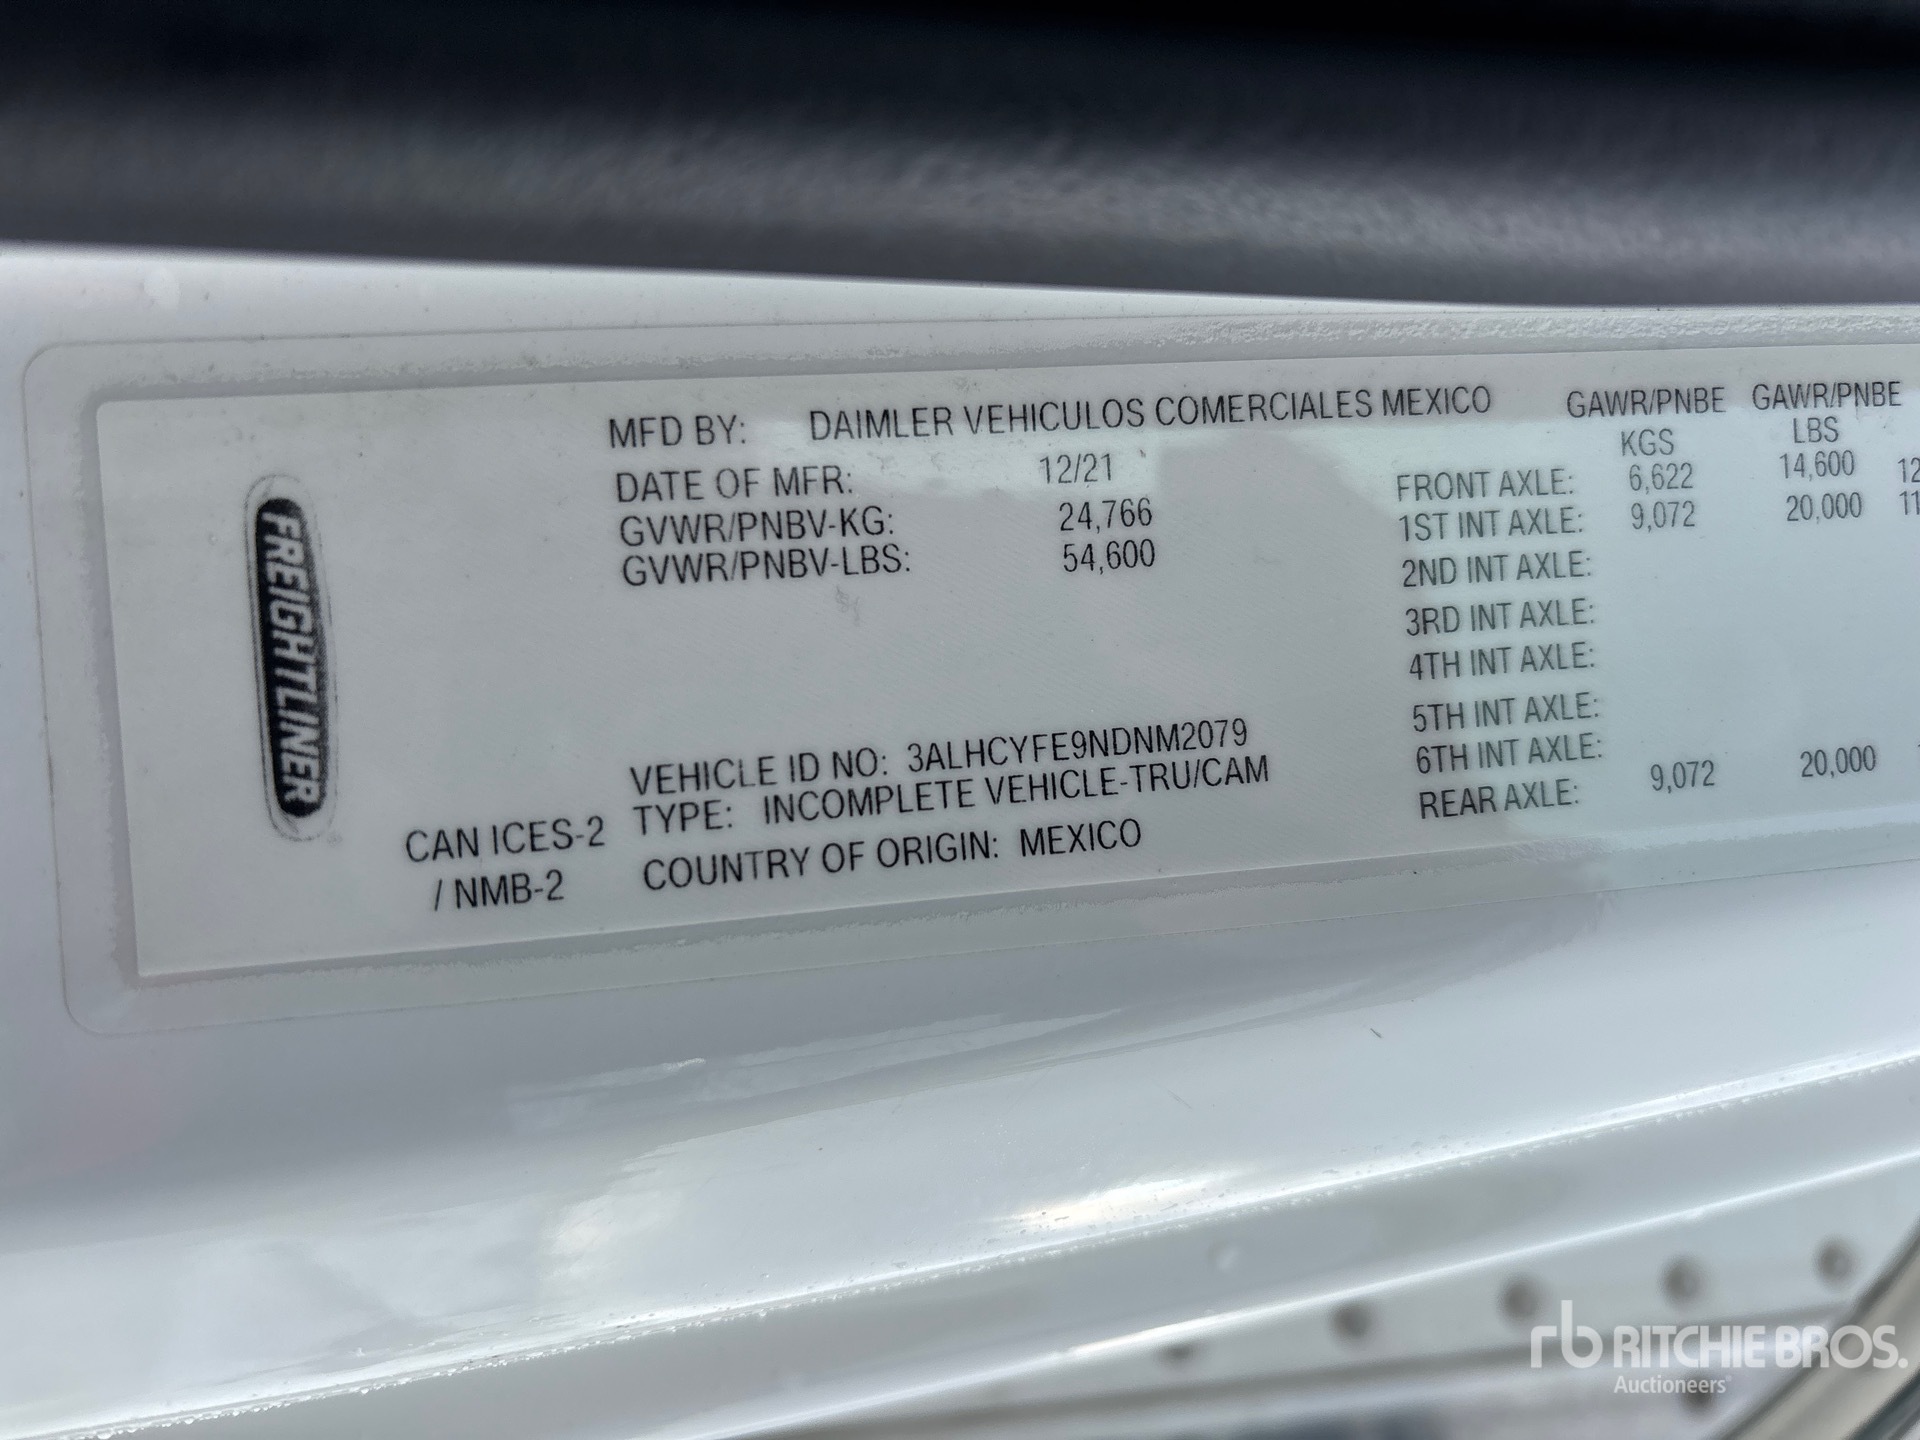 FREIGHTLINER
MFD BY: DAIMLER VEHICULOS COMERCIALES MEXICO
DATE OF MFR: 12/21
GVWR/PNBV-KG: 24,766
GVWR/PNBV-LBS: 54,600
VEHICLE ID NO: 3ALHCYFE9NDNM2079
TYPE: INCOMPLETE VEHICLE-TRU/CAM
COUNTRY OF ORIGIN: MEXICO
CAN ICES-2
/ NMB-2
GAWR/PNBE GAWR/PNBE
KGS LBS
FRONT AXLE: 6,622 14,600 12
1ST INT AXLE: 9,072 20,000 11
2ND INT AXLE:
3RD INT AXLE:
4TH INT AXLE:
5TH INT AXLE:
6TH INT AXLE:
REAR AXLE: 9,072 20,000
rb RITCHIE BROS.
Auctioneers